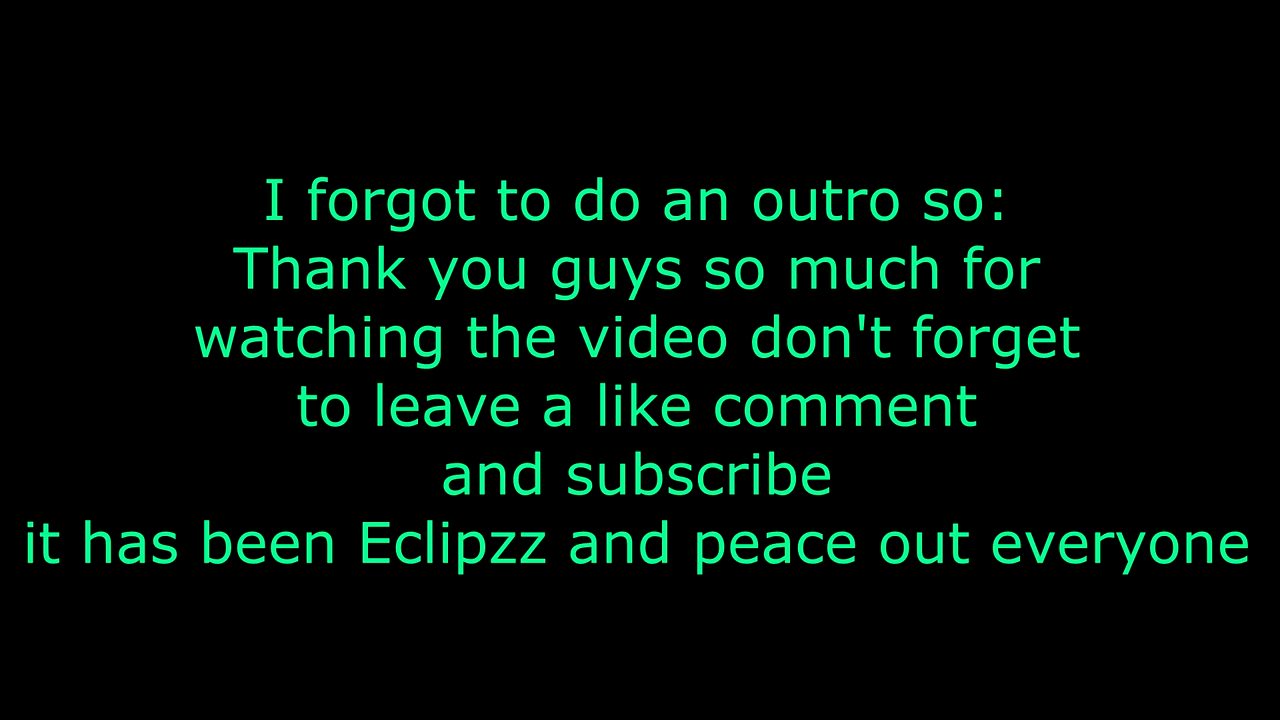 I forgot to do an outro so:
Thank you guys so much for
watching the video don't forget
to leave a like comment
and subscribe
it has been Eclipzz and peace out everyone